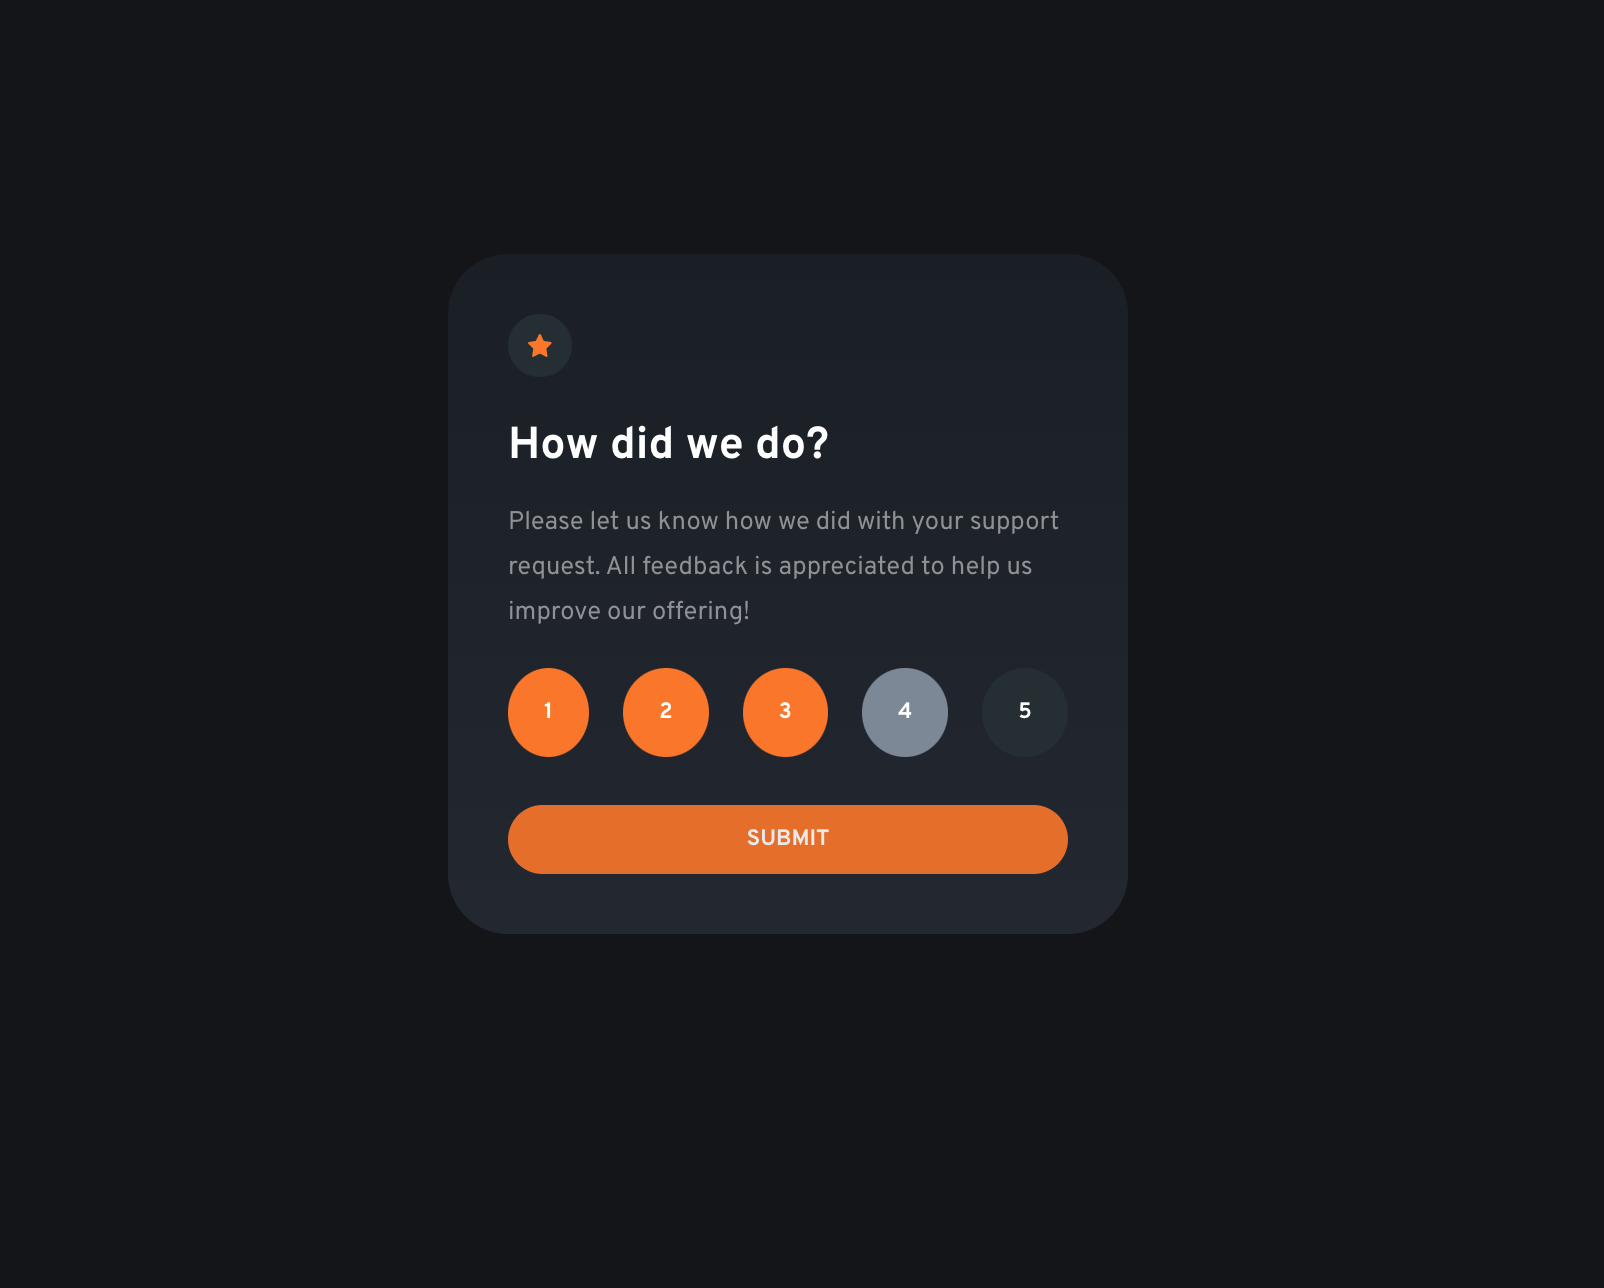 How did we do?
Please let us know how we did with your support
request. All feedback is appreciated to help us
improve our offering!
1 2 3 4 5
SUBMIT